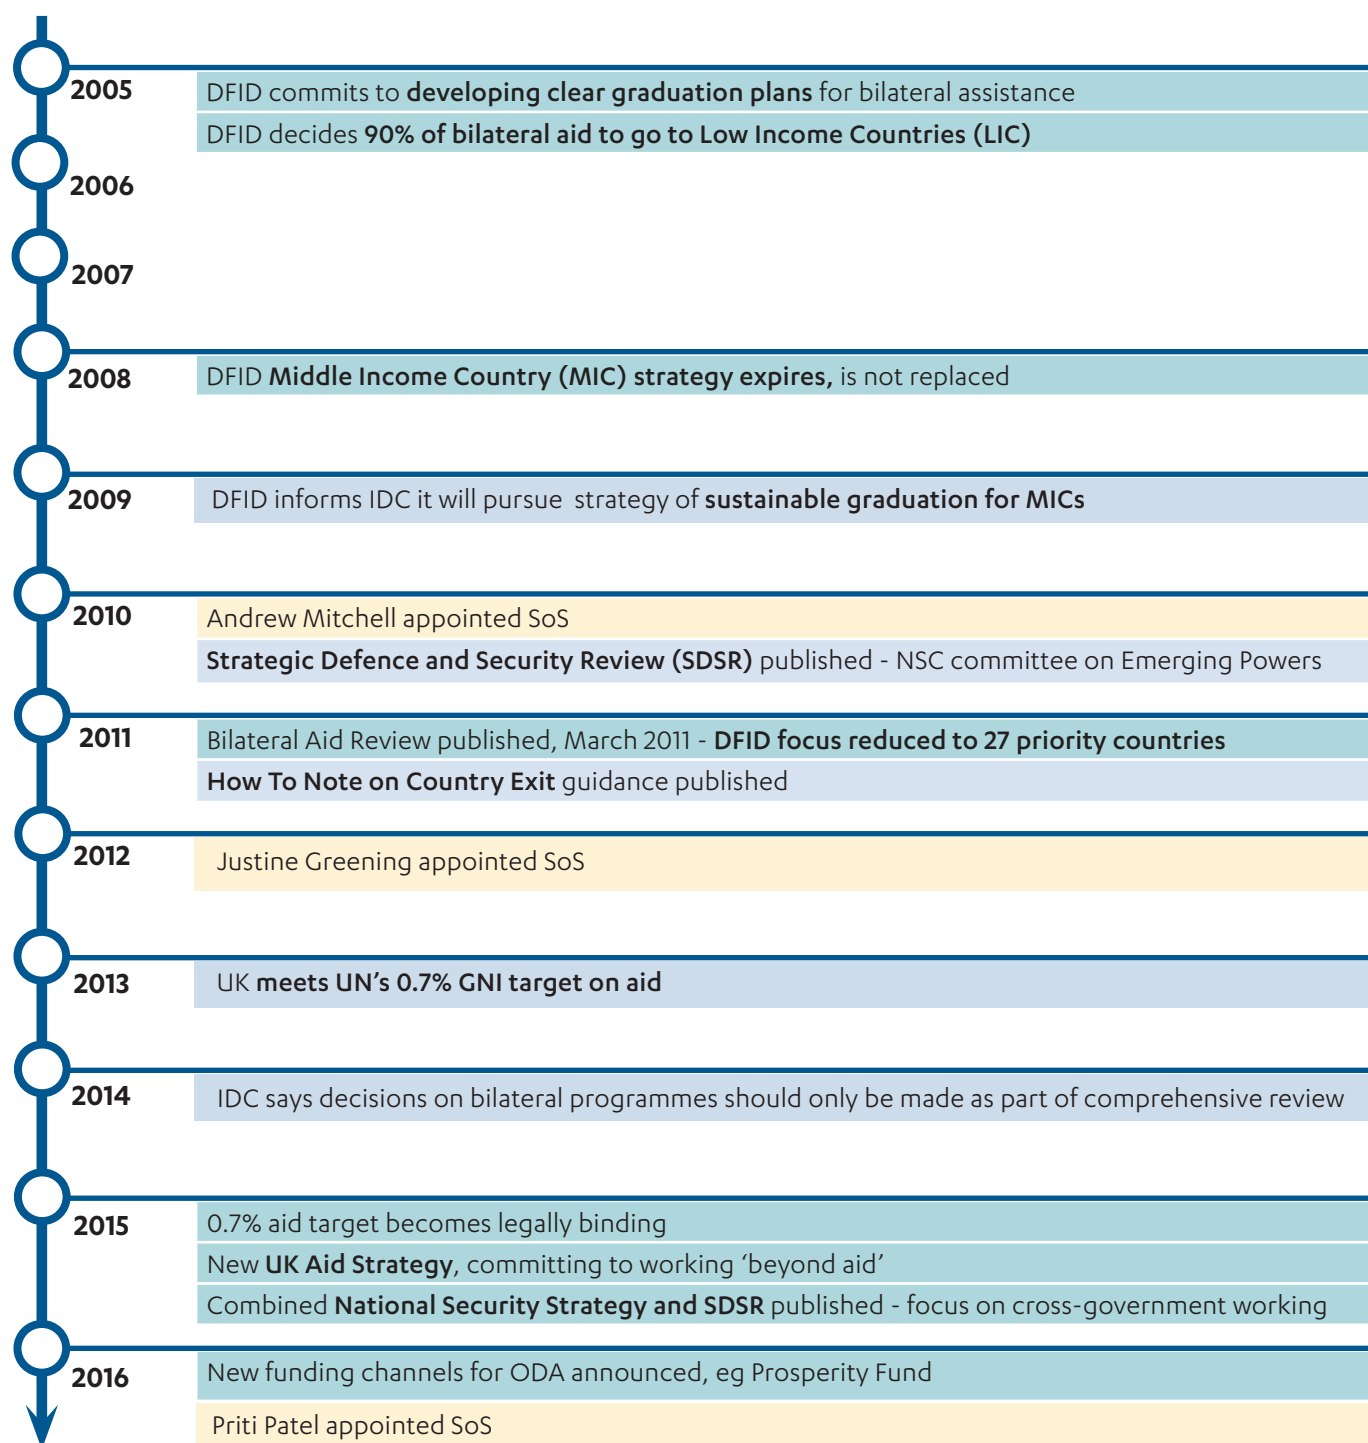 2005
DFID commits to developing clear graduation plans for bilateral assistance
DFID decides 90% of bilateral aid to go to Low Income Countries (LIC)
2006
2007
2008
DFID Middle Income Country (MIC) strategy expires, is not replaced
2009
DFID informs IDC it will pursue strategy of sustainable graduation for MICs
2010
Andrew Mitchell appointed SoS
Strategic Defence and Security Review (SDSR) published - NSC committee on Emerging Powers
2011
Bilateral Aid Review published, March 2011 - DFID focus reduced to 27 priority countries
How To Note on Country Exit guidance published
2012
Justine Greening appointed SoS
2013
UK meets UN’s 0.7% GNI target on aid
2014
IDC says decisions on bilateral programmes should only be made as part of comprehensive review
2015
0.7% aid target becomes legally binding
New UK Aid Strategy, committing to working ‘beyond aid’
Combined National Security Strategy and SDSR published - focus on cross-government working
2016
New funding channels for ODA announced, eg Prosperity Fund
Priti Patel appointed SoS